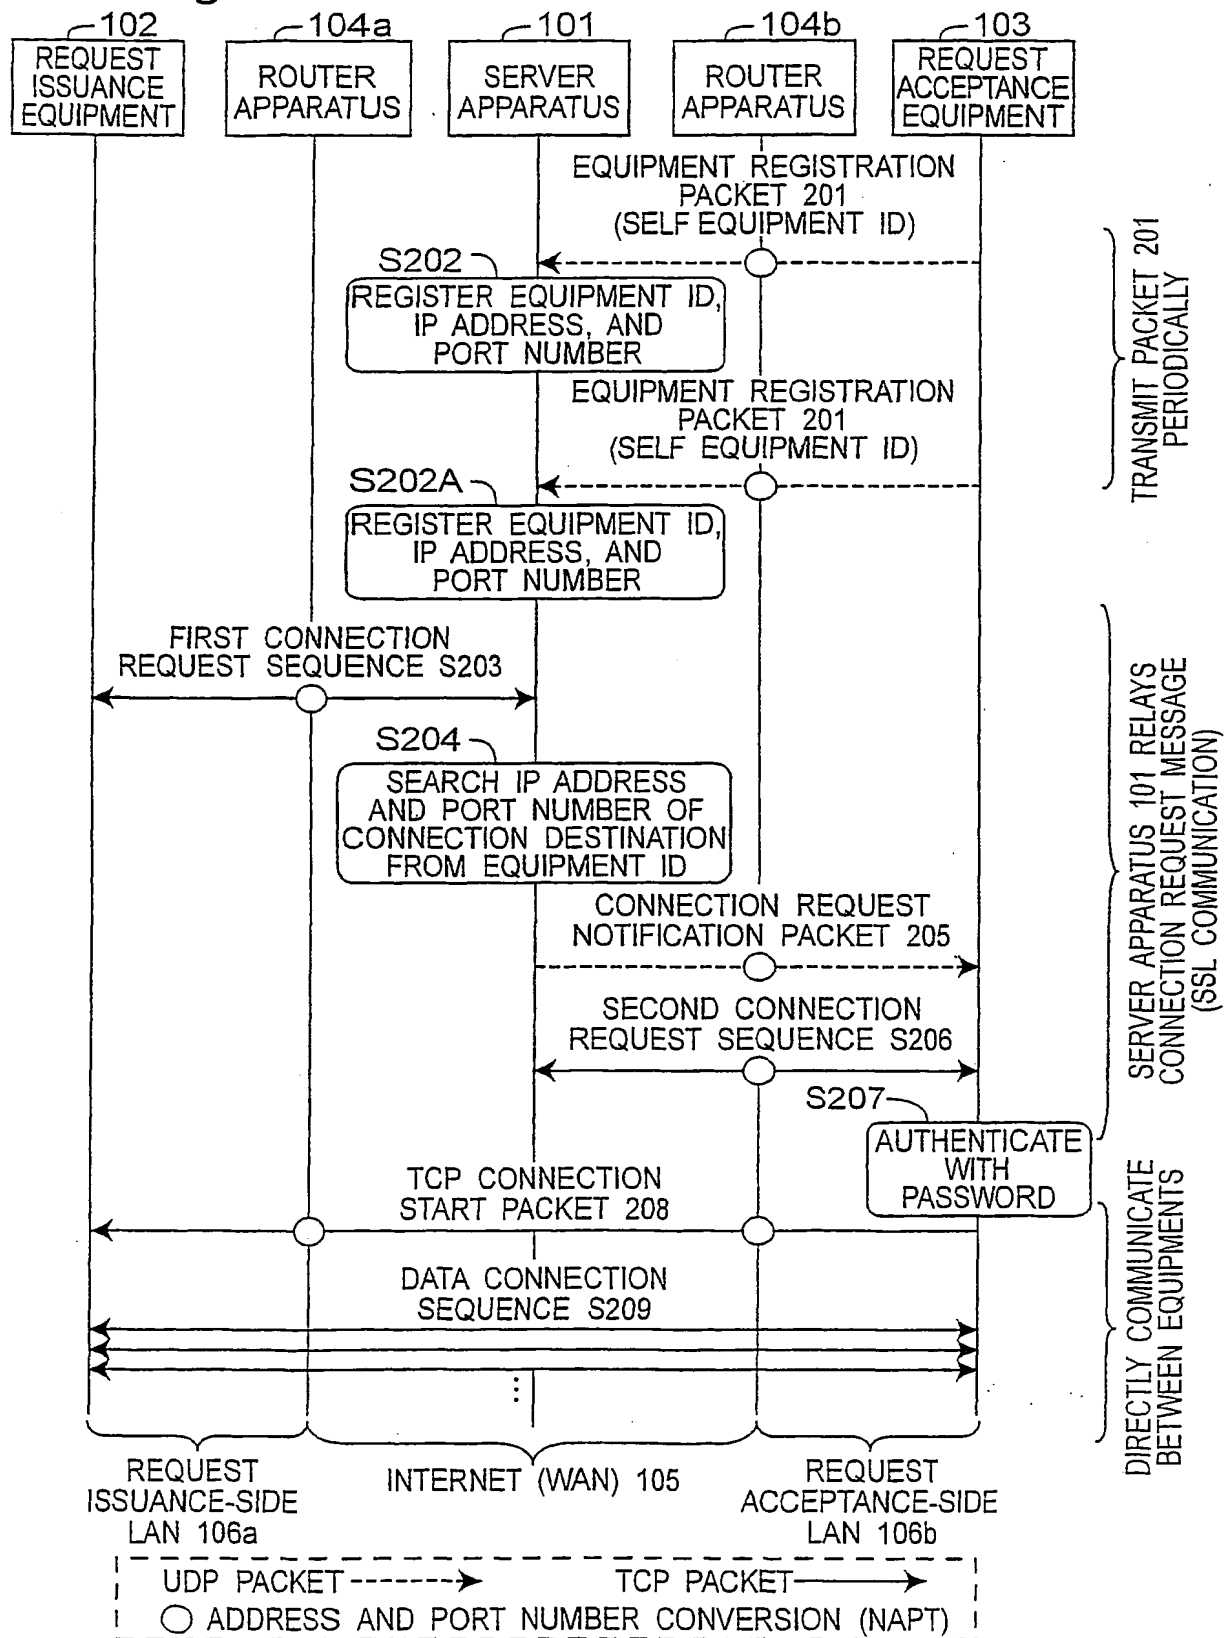 102
104a
101
104b
103
REQUEST
ISSUANCE
EQUIPMENT
ROUTER
APPARATUS
SERVER
APPARATUS
ROUTER
APPARATUS
REQUEST
ACCEPTANCE
EQUIPMENT
EQUIPMENT REGISTRATION
PACKET 201
(SELF EQUIPMENT ID)
S202
REGISTER EQUIPMENT ID,
IP ADDRESS, AND
PORT NUMBER
EQUIPMENT REGISTRATION
PACKET 201
(SELF EQUIPMENT ID)
TRANSMIT PACKET 201
PERIODICALLY
S202A
REGISTER EQUIPMENT ID,
IP ADDRESS, AND
PORT NUMBER
FIRST CONNECTION
REQUEST SEQUENCE S203
S204
SEARCH IP ADDRESS
AND PORT NUMBER OF
CONNECTION DESTINATION
FROM EQUIPMENT ID
CONNECTION REQUEST
NOTIFICATION PACKET 205
SECOND CONNECTION
REQUEST SEQUENCE S206
SERVER APPARATUS 101 RELAYS
CONNECTION REQUEST MESSAGE
(SSL COMMUNICATION)
S207
AUTHENTICATE
WITH
PASSWORD
TCP CONNECTION
START PACKET 208
DATA CONNECTION
SEQUENCE S209
DIRECTLY COMMUNICATE
BETWEEN EQUIPMENTS
REQUEST
ISSUANCE-SIDE
LAN 106a
INTERNET (WAN) 105
REQUEST
ACCEPTANCE-SIDE
LAN 106b
UDP PACKET
TCP PACKET
ADDRESS AND PORT NUMBER CONVERSION (NAPT)